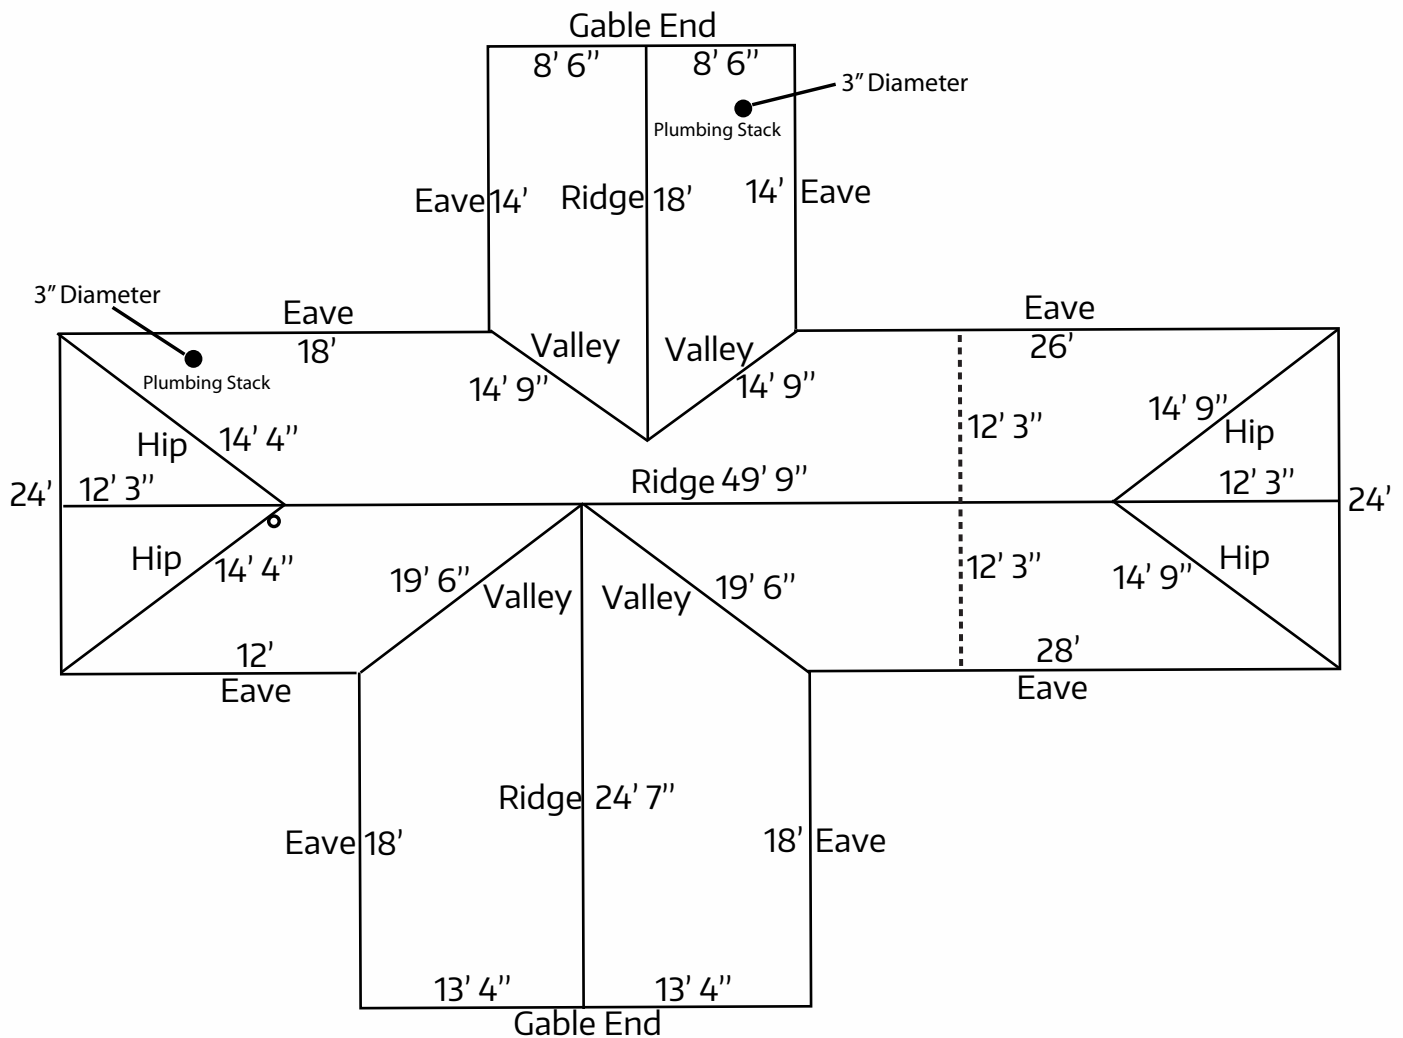 Gable End
8’ 6” 8’ 6”
3” Diameter
Plumbing Stack
Eave 14’ Ridge 18’ 14’ Eave
3” Diameter
Eave
18’
Plumbing Stack
Valley Valley
14’ 9” 14’ 9”
Eave
26’
12’ 3”
14’ 9”
Hip
Hip 14’ 4”
24’ 12’ 3”
Ridge 49’ 9”
12’ 3” 24’
Hip 14’ 4”
19’ 6” Valley Valley 19’ 6”
12’ 3”
14’ 9” Hip
12’
Eave
28’
Eave
Ridge 24’ 7”
Eave 18’ 18’ Eave
13’ 4” 13’ 4”
Gable End